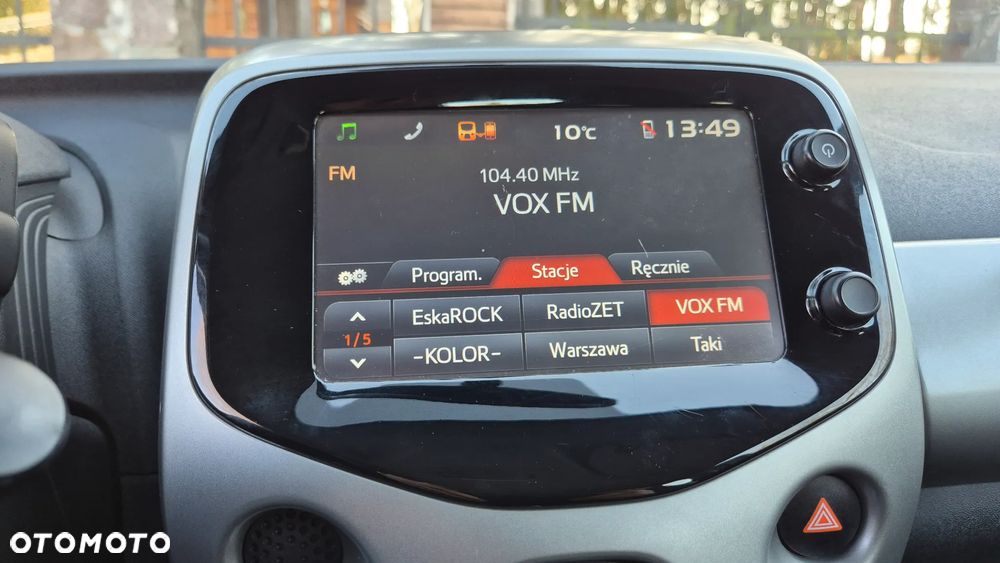 10°C
13:49
FM
104.40 MHz
VOX FM
Program.
Stacje
Ręcznie
EskaROCK
RadioZET
VOX FM
1/5
-KOLOR-
Warszawa
Taki
OTOMOTO